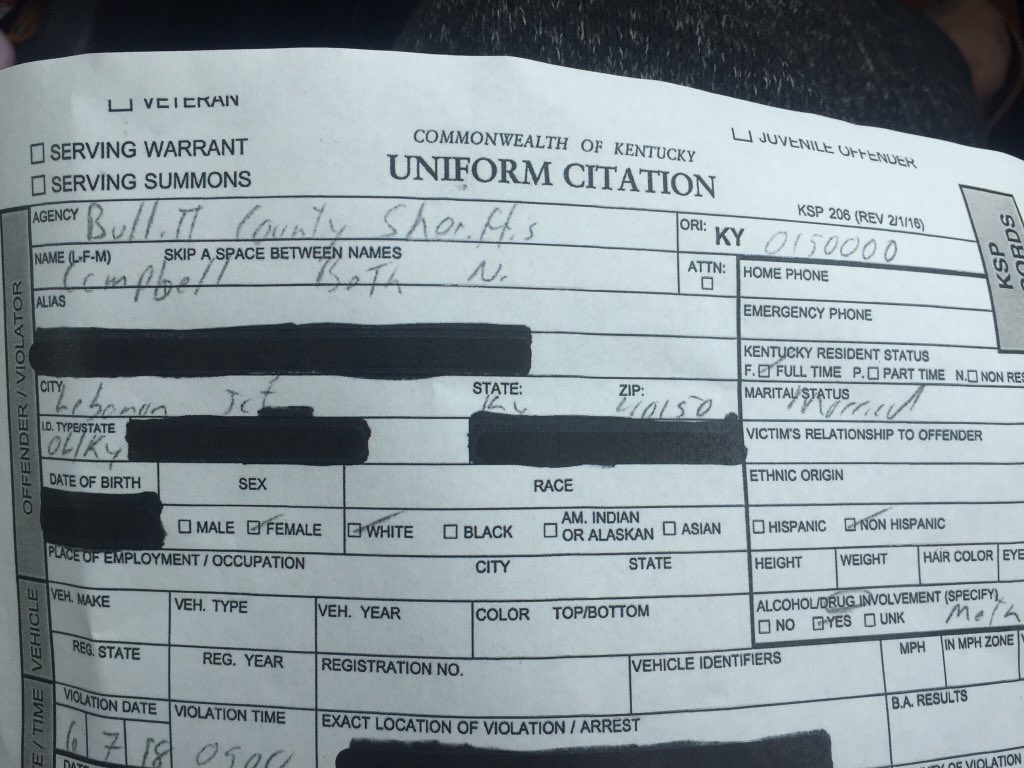 VETERAN
JUVENILE OFFENDER
SERVING WARRANT
SERVING SUMMONS
COMMONWEALTH OF KENTUCKY
UNIFORM CITATION
KSP 206 (REV 2/1/16)
KSP
AGENCY Bullitt County Sheriffs
ORI: KY 0150000
NAME (L-F-M) SKIP A SPACE BETWEEN NAMES
Campbell Beth N.
ATTN:
HOME PHONE
ALIAS
EMERGENCY PHONE
KENTUCKY RESIDENT STATUS
F. FULL TIME P. PART TIME N. NON RES
CITY STATE: ZIP:
Lebanon Jct Ky 40150
MARITAL STATUS Married
I.D. TYPE/STATE
OL/Ky
VICTIM'S RELATIONSHIP TO OFFENDER
OFFENDER / VIOLATOR
DATE OF BIRTH SEX RACE
ETHNIC ORIGIN
MALE FEMALE WHITE BLACK AM. INDIAN OR ALASKAN ASIAN
HISPANIC NON HISPANIC
PLACE OF EMPLOYMENT / OCCUPATION CITY STATE
HEIGHT WEIGHT HAIR COLOR EYE
VEHICLE
VEH. MAKE VEH. TYPE VEH. YEAR COLOR TOP/BOTTOM
ALCOHOL/DRUG INVOLVEMENT (SPECIFY)
NO YES UNK Meth
REG. STATE REG. YEAR REGISTRATION NO. VEHICLE IDENTIFIERS MPH IN MPH ZONE
VIOLATION DATE VIOLATION TIME EXACT LOCATION OF VIOLATION / ARREST B.A. RESULTS
6 7 18
/ TIME
OF VIOLATION